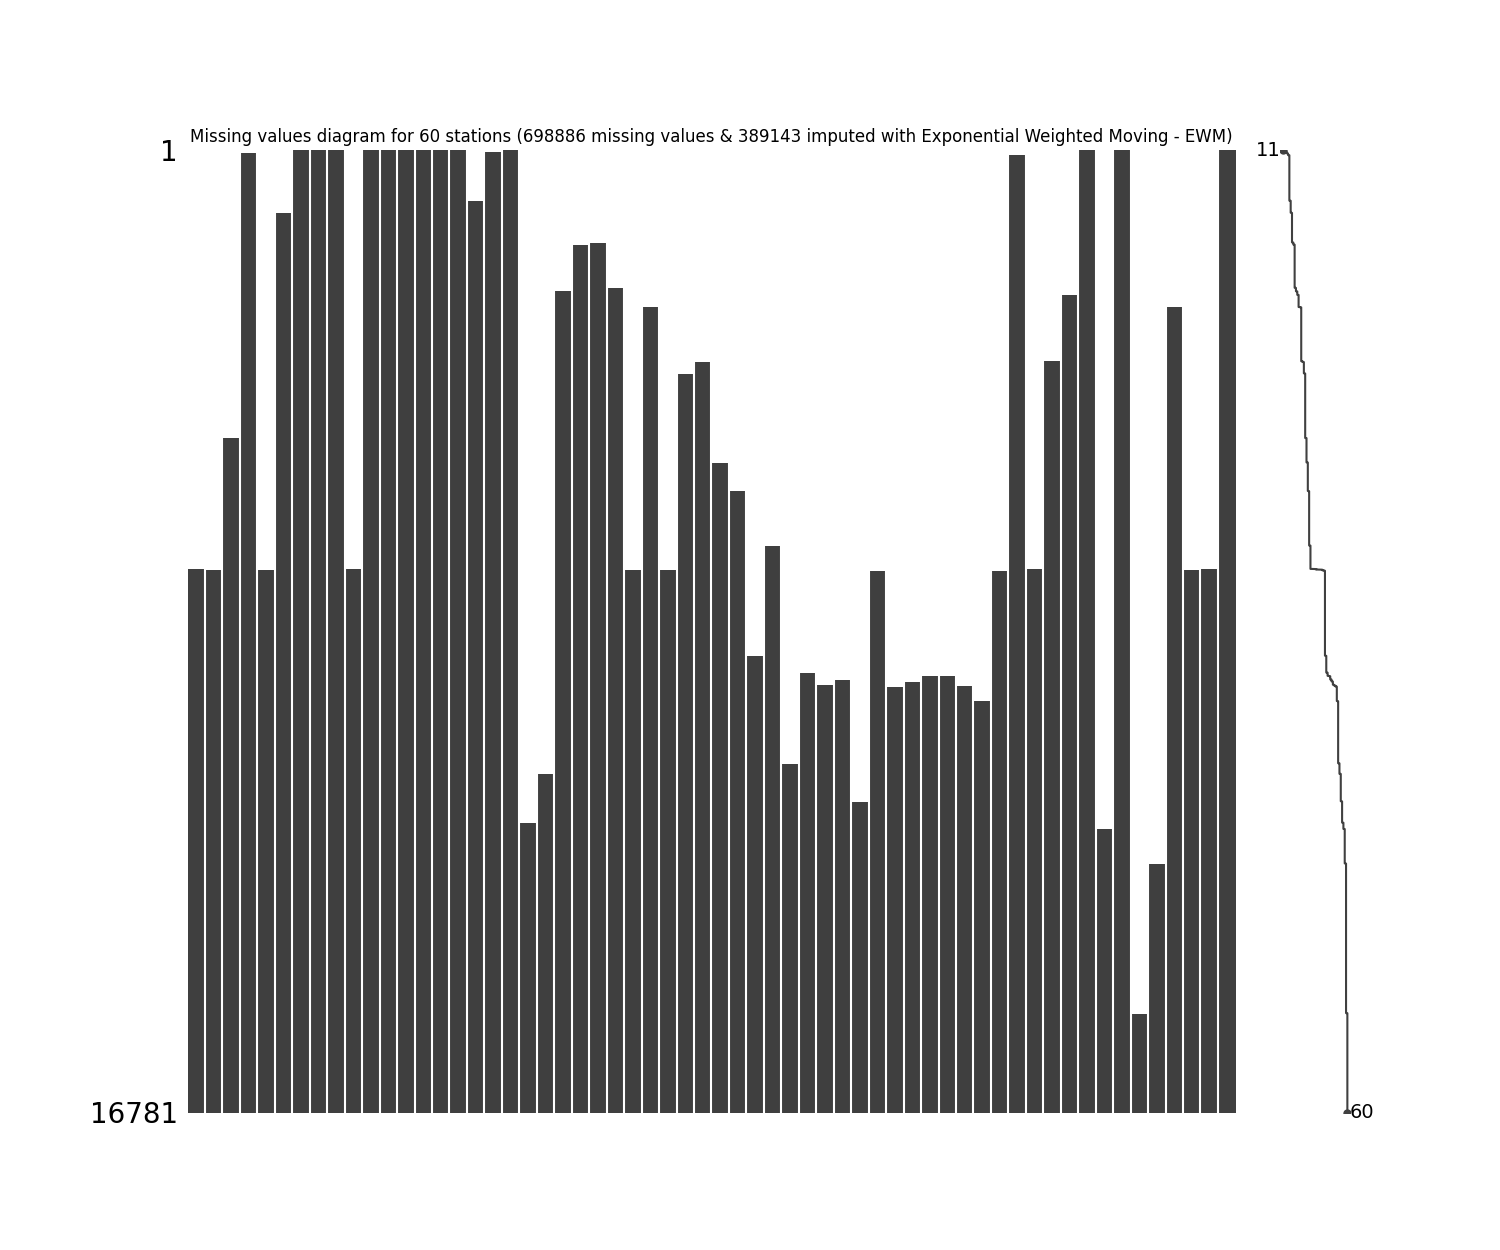 Missing values diagram for 60 stations (698886 missing values & 389143 imputed with Exponential Weighted Moving - EWM)
1
11
16781
60